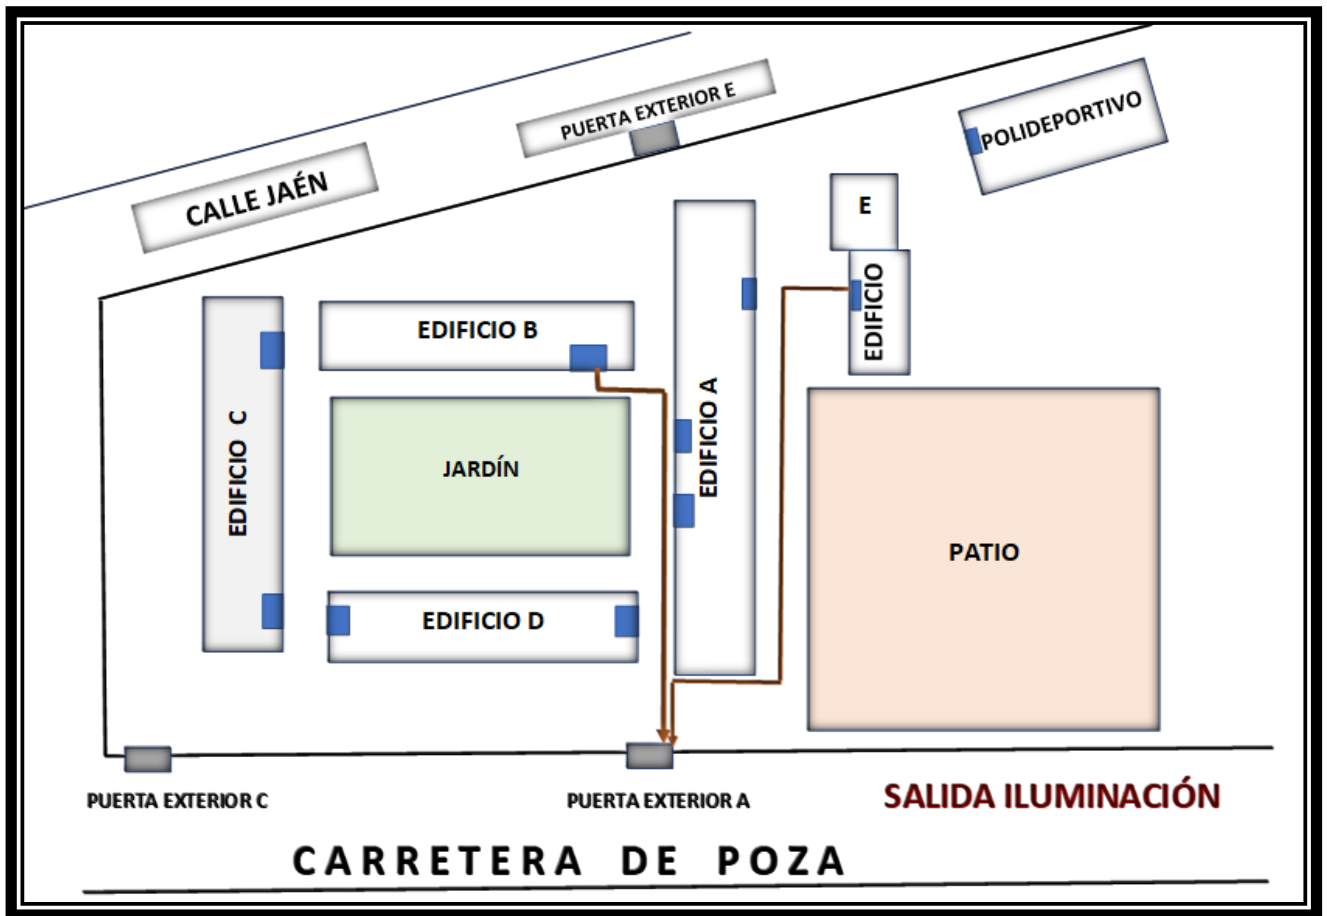 PUERTA EXTERIOR E
POLIDEPORTIVO
CALLE JAÉN
E
EDIFICIO
EDIFICIO B
EDIFICIO A
EDIFICIO C
JARDÍN
PATIO
EDIFICIO D
PUERTA EXTERIOR C
PUERTA EXTERIOR A
SALIDA ILUMINACIÓN
CARRETERA DE POZA